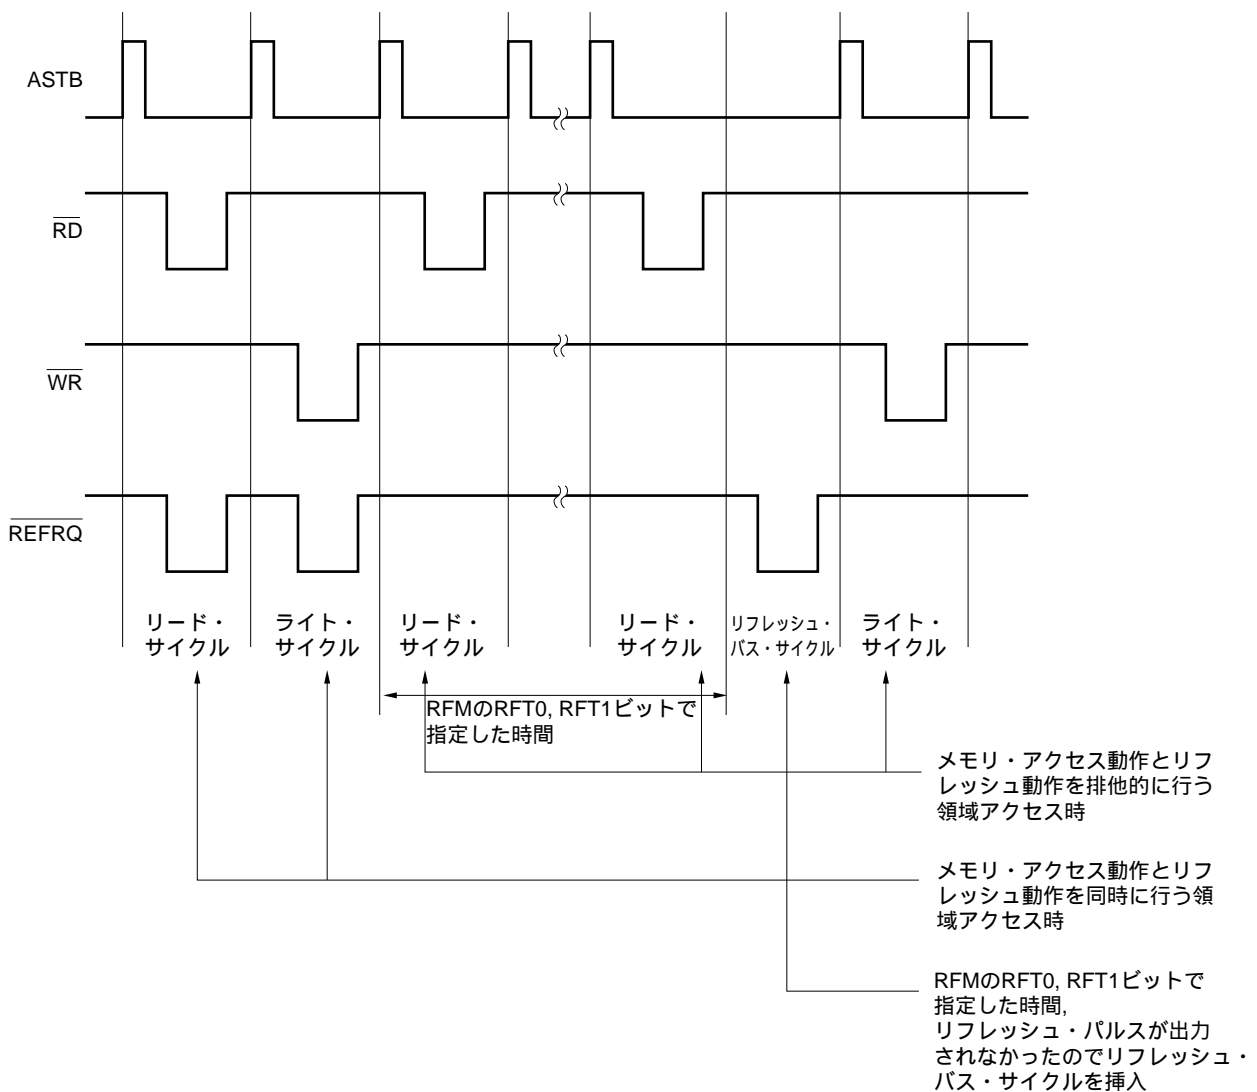 ASTB
RD
WR
REFRQ
リード・
サイクル
ライト・
サイクル
リード・
サイクル
リード・
サイクル
リフレッシュ・
バス・サイクル
ライト・
サイクル
RFMのRFT0, RFT1ビットで
指定した時間
メモリ・アクセス動作とリフ
レッシュ動作を排他的に行う
領域アクセス時
メモリ・アクセス動作とリフ
レッシュ動作を同時に行う領
域アクセス時
RFMのRFT0, RFT1ビットで
指定した時間,
リフレッシュ・パルスが出力
されなかったのでリフレッシュ・
バス・サイクルを挿入